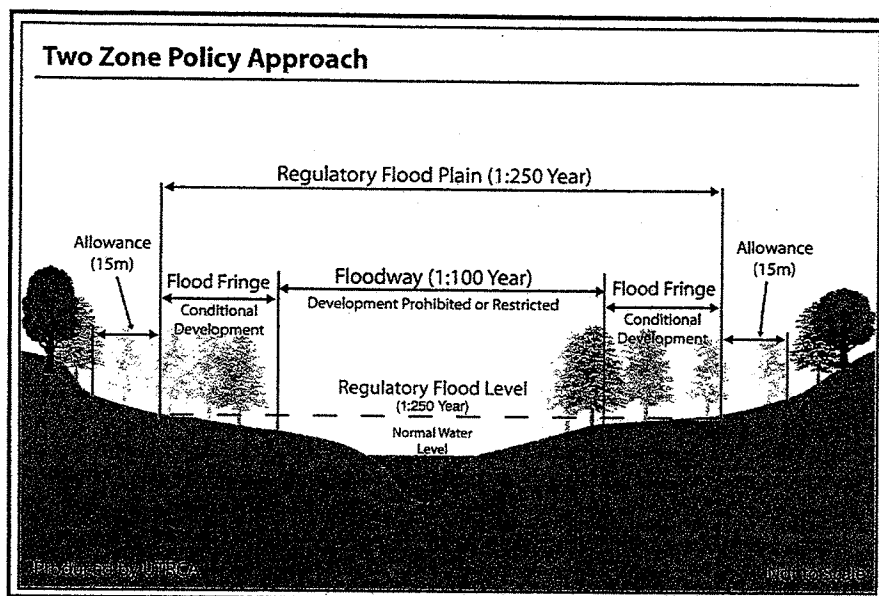 Two Zone Policy Approach
Regulatory Flood Plain (1:250 Year)
Allowance
(15m)
Flood Fringe
Conditional
Development
Floodway (1:100 Year)
Development Prohibited or Restricted
Flood Fringe
Conditional
Development
Allowance
(15m)
Regulatory Flood Level
(1:250 Year)
Normal Water
Level
Produced by UTRCA
Not to Scale